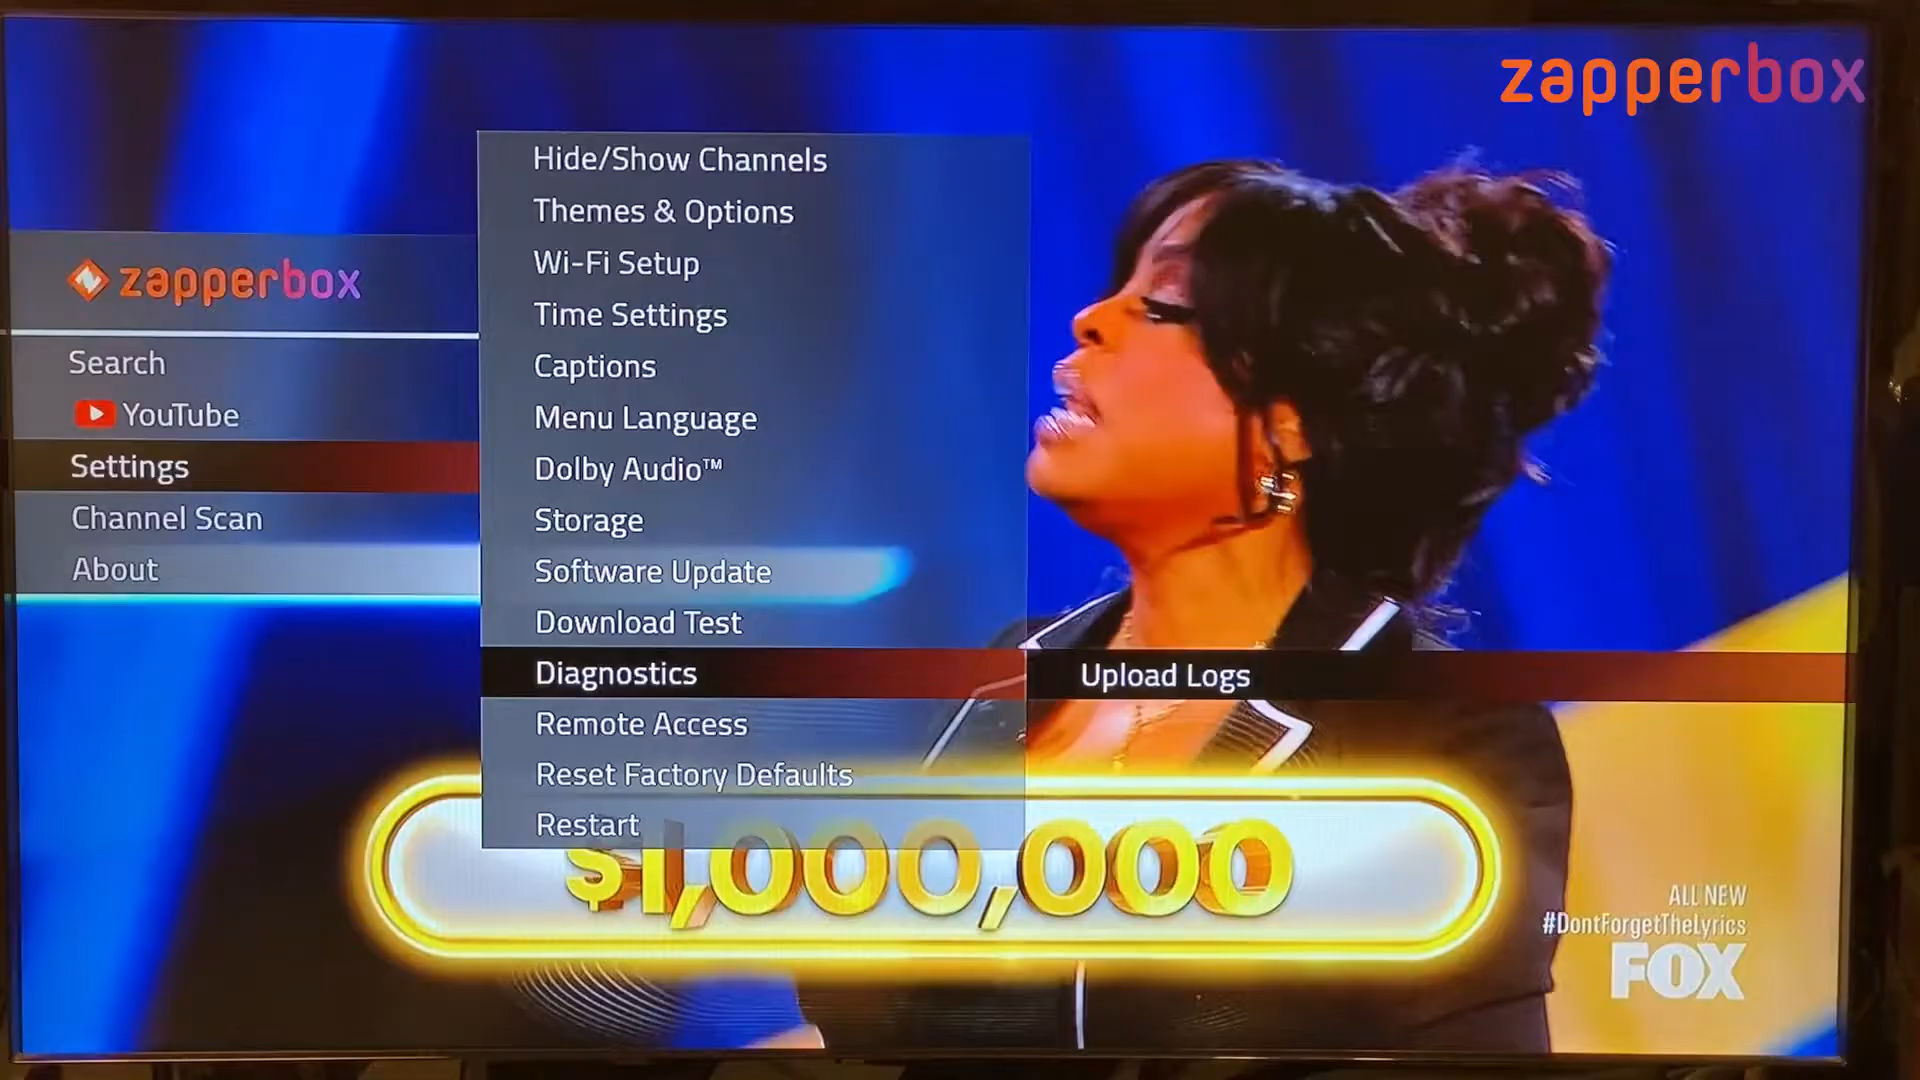 zapperbox
zapperbox
Search
YouTube
Settings
Channel Scan
About
Hide/Show Channels
Themes & Options
Wi-Fi Setup
Time Settings
Captions
Menu Language
Dolby Audio™
Storage
Software Update
Download Test
Diagnostics
Upload Logs
Remote Access
Reset Factory Defaults
Restart
$1,000,000
ALL NEW
#DontForgetTheLyrics
FOX